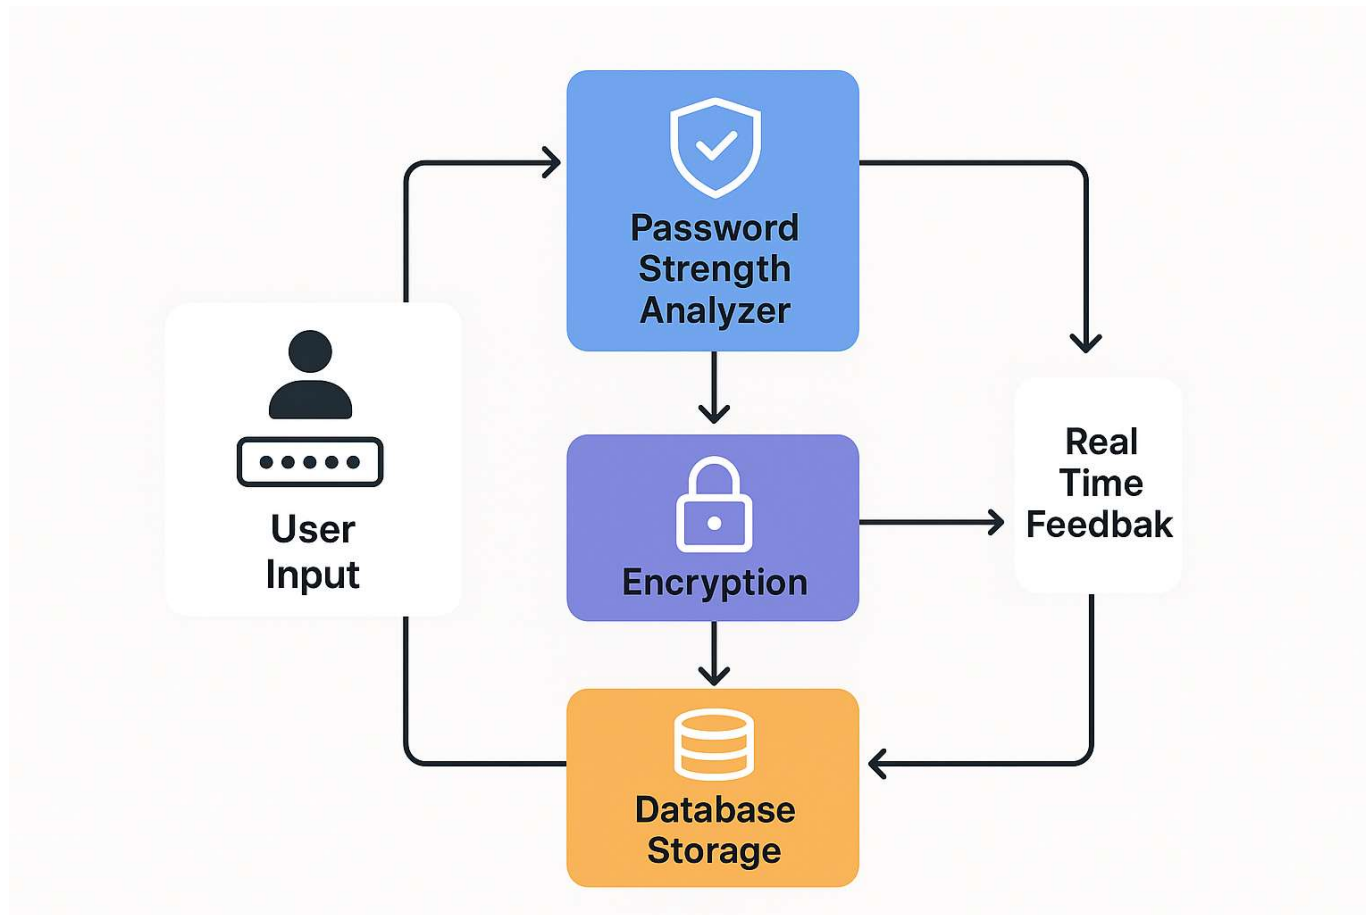 Password
Strength
Analyzer
User
Input
Real
Time
Feedbak
Encryption
Database
Storage